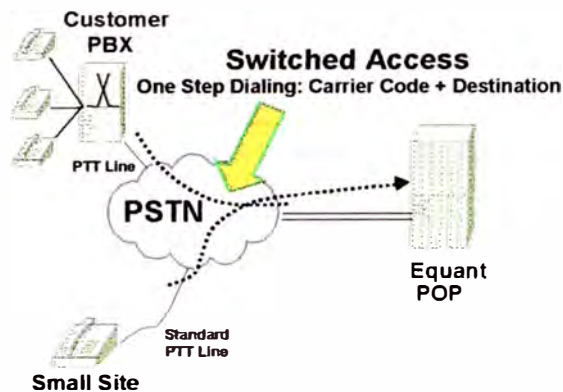 Customer
PBX
Switched Access
One Step Dialing: Carrier Code + Destination
PTT Line
PSTN
Equant
POP
Standard
PTT Line
Small Site